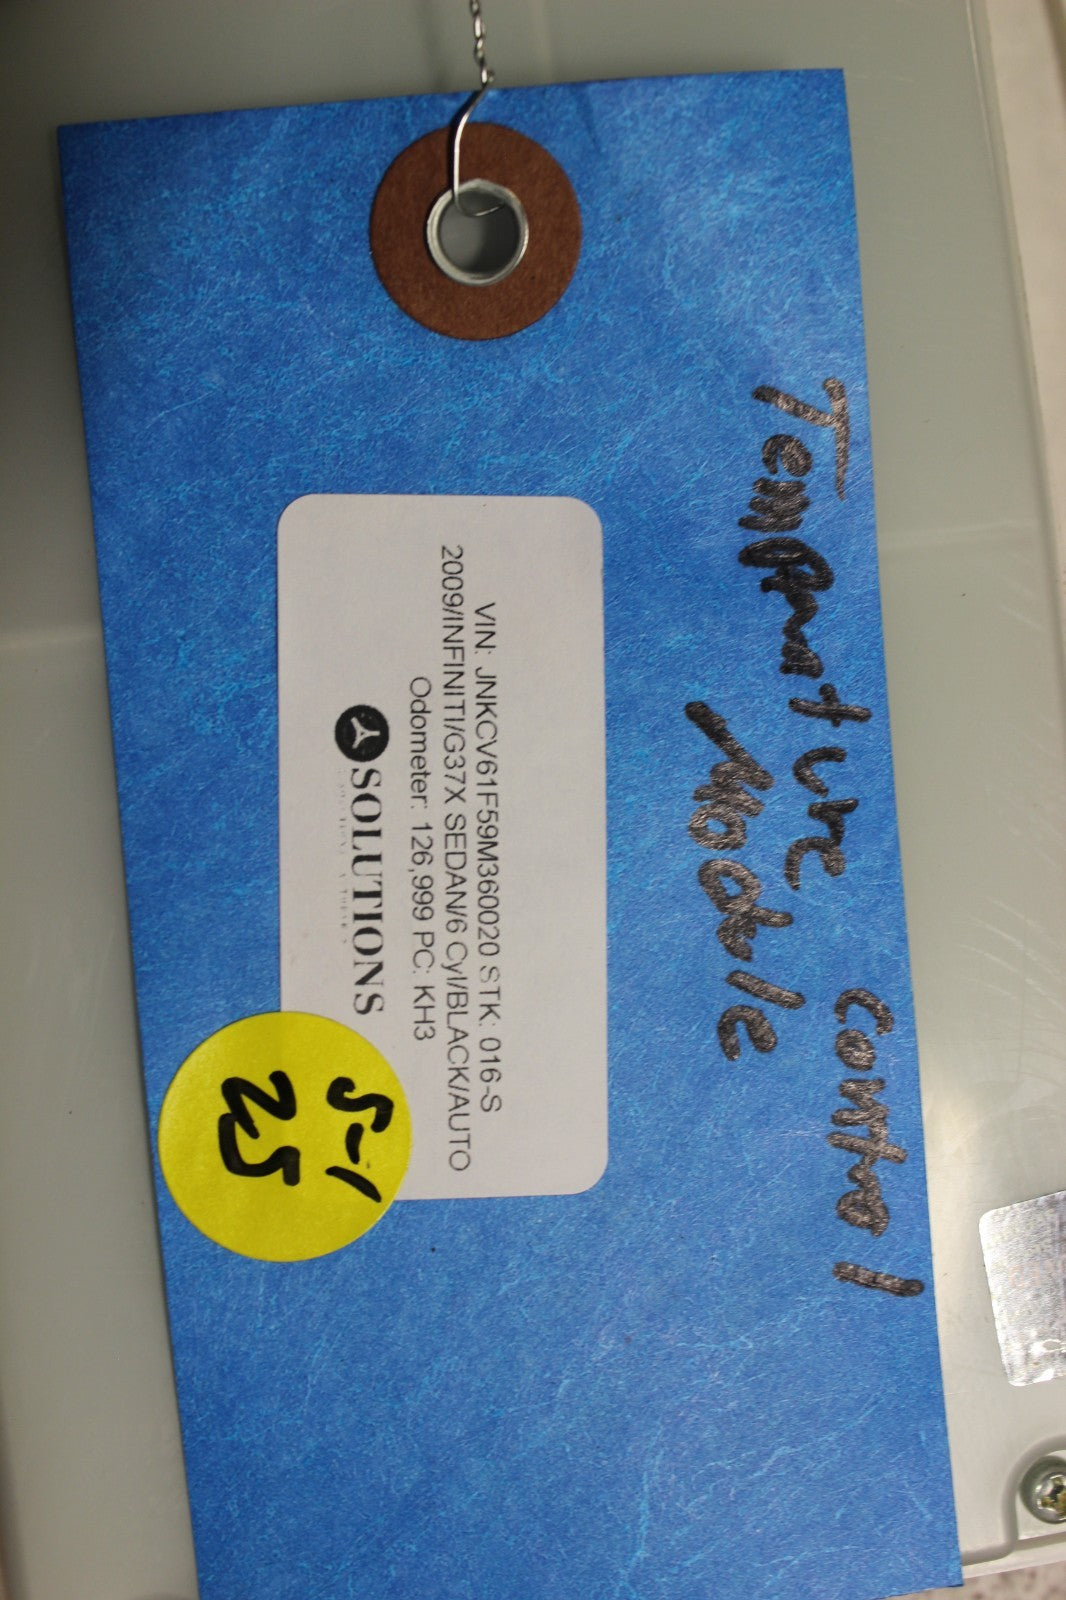 Temprature Control
Module
VIN: JNKCV61F59M360020 STK: 016-S
2009/INFINITI/G37X SEDAN/6 Cyl/BLACK/AUTO
Odometer: 126,999 PC: KH3
SOLUTIONS
S-1
25